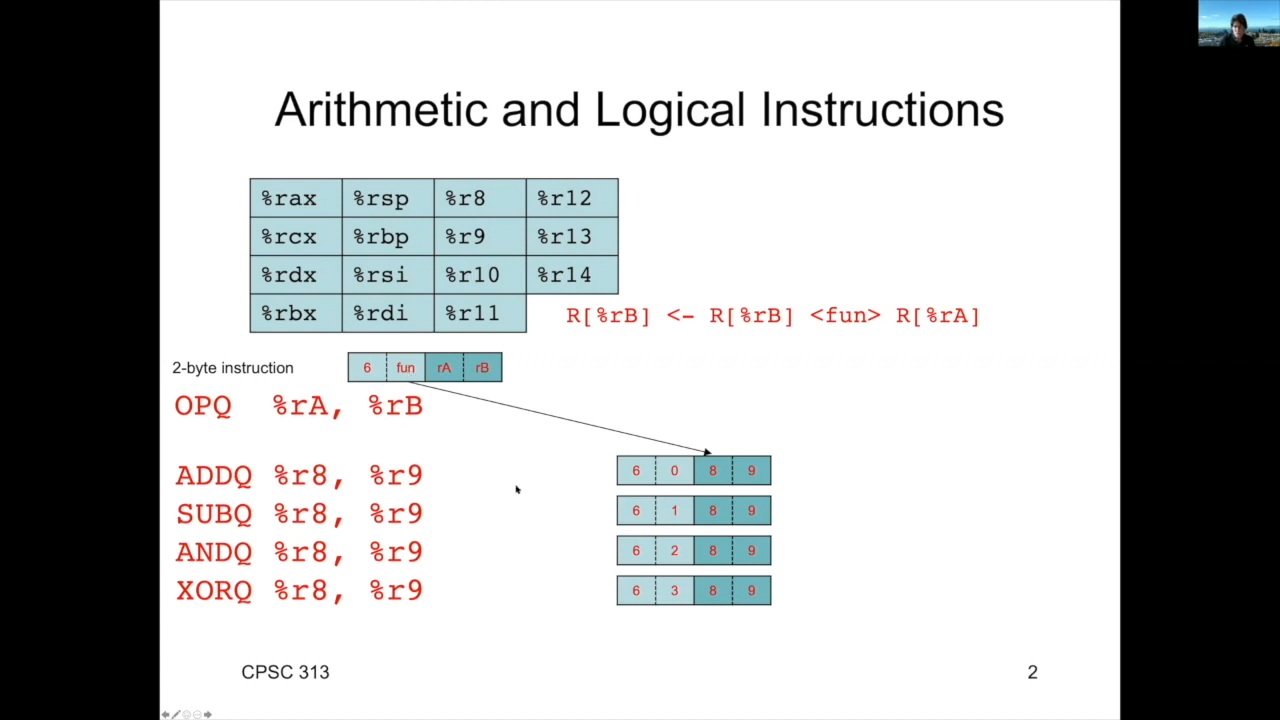 Arithmetic and Logical Instructions
%rax %rsp %r8 %r12
%rcx %rbp %r9 %r13
%rdx %rsi %r10 %r14
%rbx %rdi %r11
R[%rB] <- R[%rB] <fun> R[%rA]
2-byte instruction 6 fun rA rB
OPQ %rA, %rB
ADDQ %r8, %r9 6 0 8 9
SUBQ %r8, %r9 6 1 8 9
ANDQ %r8, %r9 6 2 8 9
XORQ %r8, %r9 6 3 8 9
CPSC 313 2